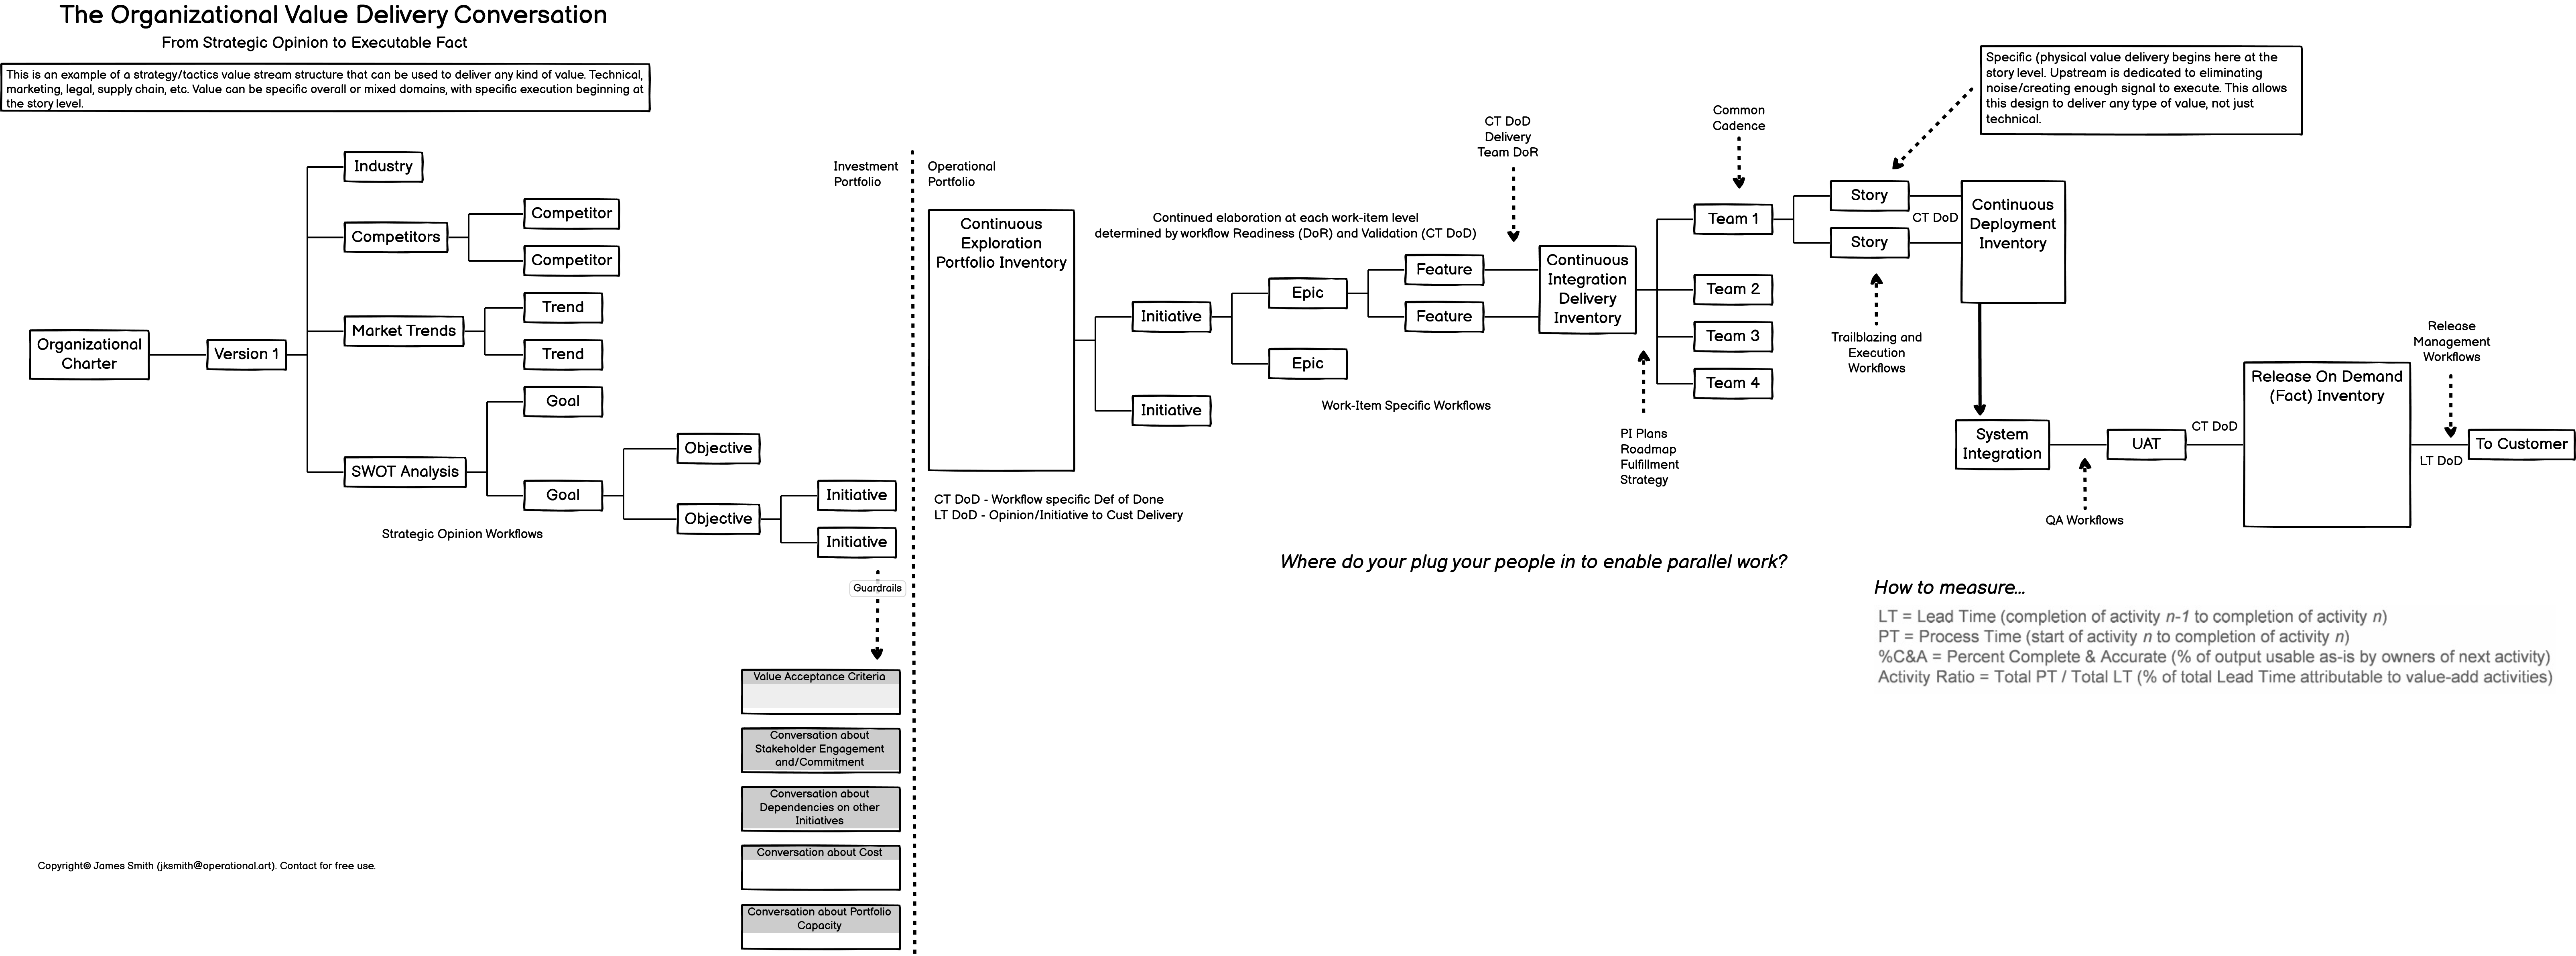 The Organizational Value Delivery Conversation
From Strategic Opinion to Executable Fact
This is an example of a strategy/tactics value stream structure that can be used to deliver any kind of value. Technical,
marketing, legal, supply chain, etc. Value can be specific overall or mixed domains, with specific execution beginning at
the story level.
Organizational
Charter
Version 1
Industry
Competitors
Competitor
Competitor
Market Trends
Trend
Trend
SWOT Analysis
Goal
Goal
Objective
Objective
Initiative
Initiative
Strategic Opinion Workflows
Guardrails
Value Acceptance Criteria
Conversation about
Stakeholder Engagement
and/Commitment
Conversation about
Dependencies on other
Initiatives
Conversation about Cost
Conversation about Portfolio
Capacity
Copyright© James Smith (jksmith@operational.art). Contact for free use.
Investment
Portfolio
Operational
Portfolio
Continuous
Exploration
Portfolio Inventory
CT DoD - Workflow specific Def of Done
LT DoD - Opinion/Initiative to Cust Delivery
Continued elaboration at each work-item level
determined by workflow Readiness (DoR) and Validation (CT DoD)
Initiative
Initiative
Epic
Epic
Feature
Feature
Work-Item Specific Workflows
CT DoD
Delivery
Team DoR
Continuous
Integration
Delivery
Inventory
PI Plans
Roadmap
Fulfillment
Strategy
Common
Cadence
Team 1
Team 2
Team 3
Team 4
Story
Story
CT DoD
Trailblazing and
Execution
Workflows
Specific (physical value delivery begins here at the
story level. Upstream is dedicated to eliminating
noise/creating enough signal to execute. This allows
this design to deliver any type of value, not just
technical.
Continuous
Deployment
Inventory
System
Integration
QA Workflows
UAT
CT DoD
Release On Demand
(Fact) Inventory
Release
Management
Workflows
LT DoD
To Customer
Where do your plug your people in to enable parallel work?
How to measure...
LT = Lead Time (completion of activity n-1 to completion of activity n)
PT = Process Time (start of activity n to completion of activity n)
%C&A = Percent Complete & Accurate (% of output usable as-is by owners of next activity)
Activity Ratio = Total PT / Total LT (% of total Lead Time attributable to value-add activities)